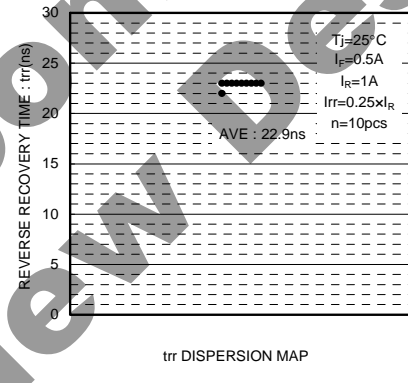 30
25
20
15
10
5
0
REVERSE RECOVERY TIME : trr(ns)
Tj=25°C
IF=0.5A
IR=1A
Irr=0.25×IR
n=10pcs
AVE : 22.9ns
trr DISPERSION MAP